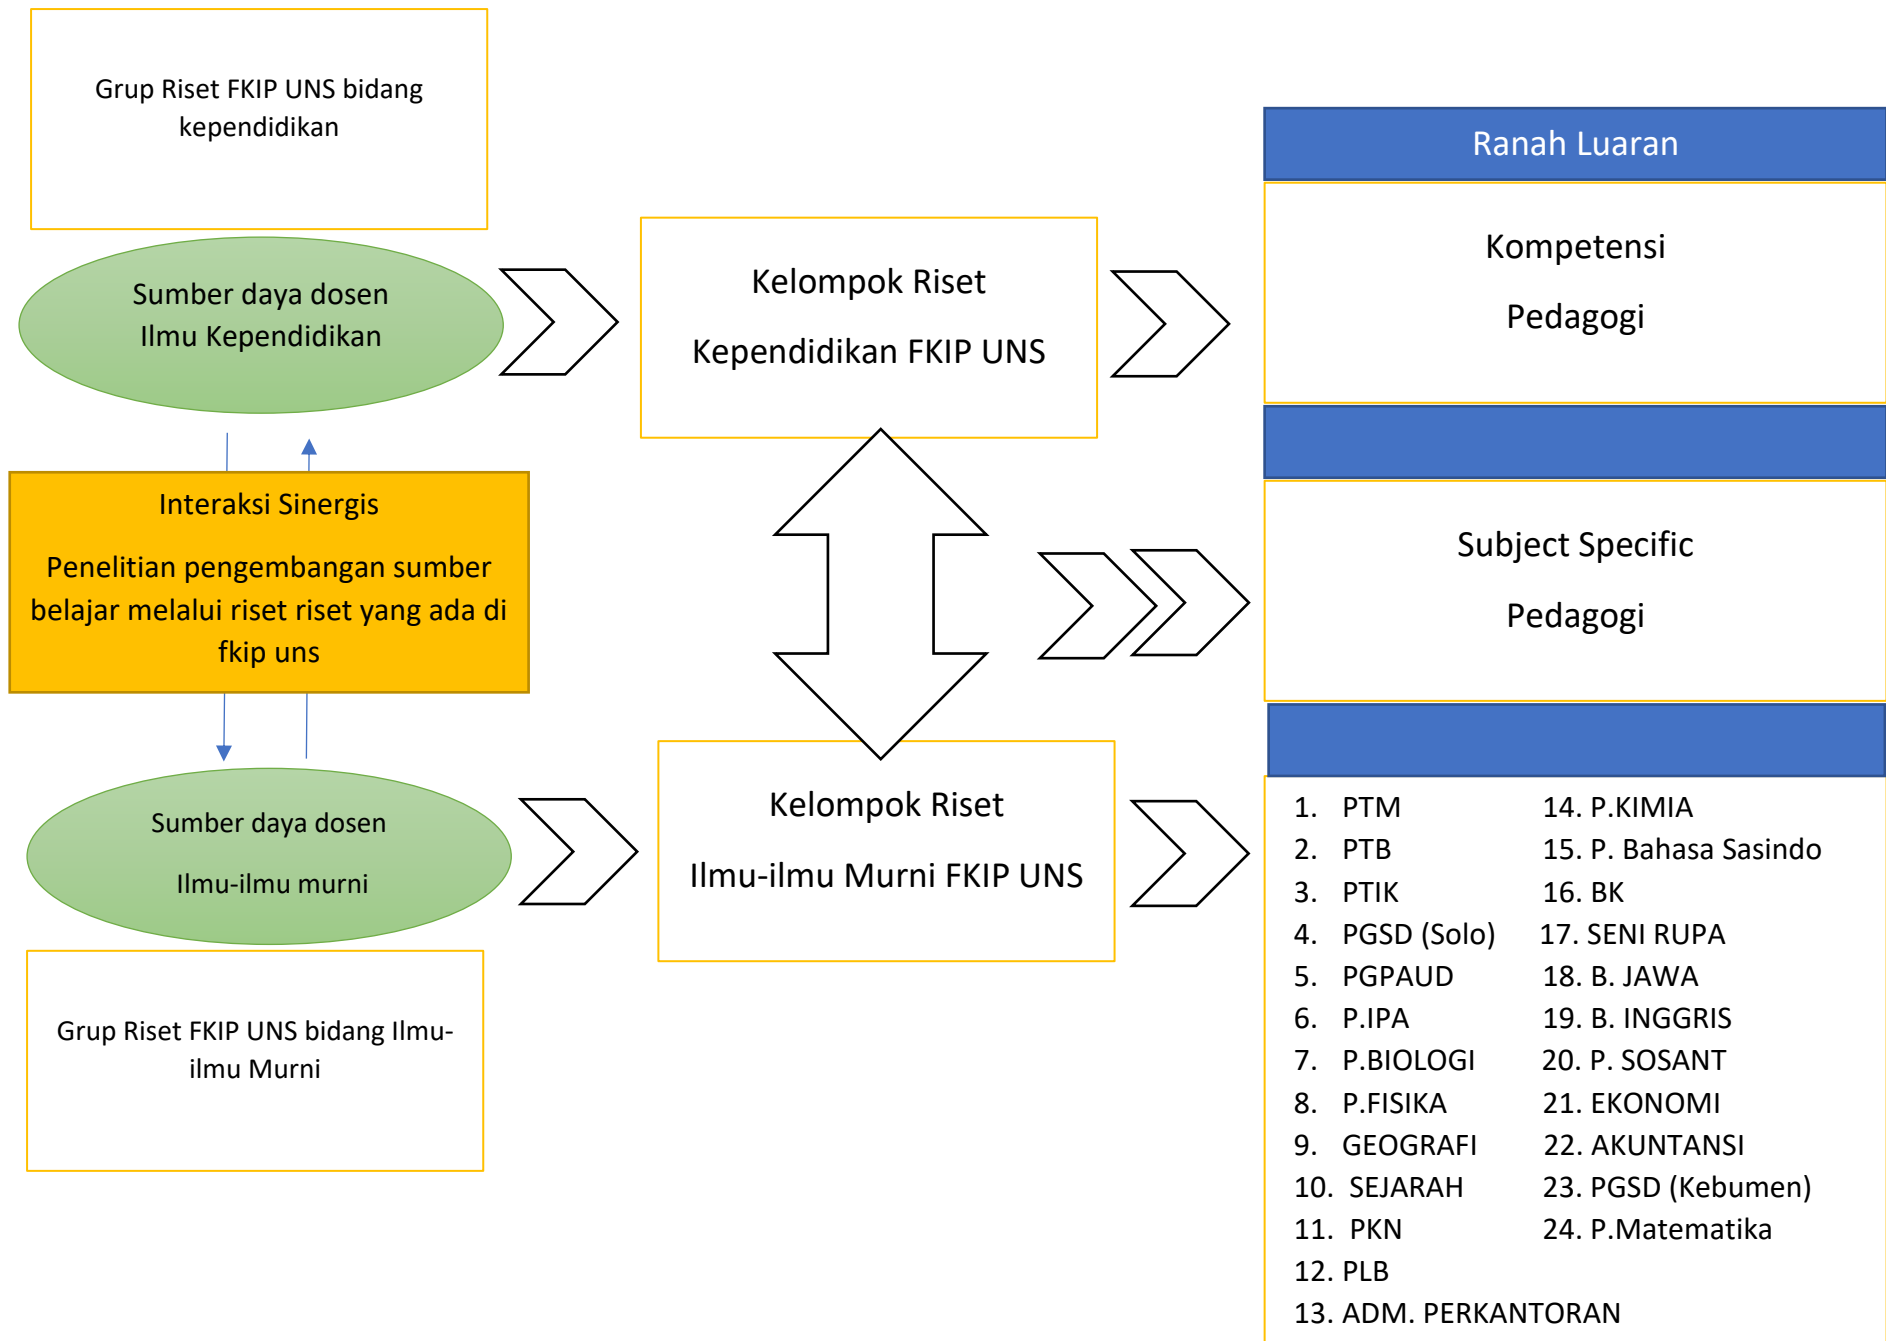 Grup Riset FKIP UNS bidang
kependidikan
Sumber daya dosen
Ilmu Kependidikan
Interaksi Sinergis
Penelitian pengembangan sumber
belajar melalui riset riset yang ada di
fkip uns
Sumber daya dosen
Ilmu-ilmu murni
Grup Riset FKIP UNS bidang Ilmu-
ilmu Murni
Kelompok Riset
Kependidikan FKIP UNS
Kelompok Riset
Ilmu-ilmu Murni FKIP UNS
Ranah Luaran
Kompetensi
Pedagogi
Subject Specific
Pedagogi
1. PTM 14. P.KIMIA
2. PTB 15. P. Bahasa Sasindo
3. PTIK 16. BK
4. PGSD (Solo) 17. SENI RUPA
5. PGPAUD 18. B. JAWA
6. P.IPA 19. B. INGGRIS
7. P.BIOLOGI 20. P. SOSANT
8. P.FISIKA 21. EKONOMI
9. GEOGRAFI 22. AKUNTANSI
10. SEJARAH 23. PGSD (Kebumen)
11. PKN 24. P.Matematika
12. PLB
13. ADM. PERKANTORAN